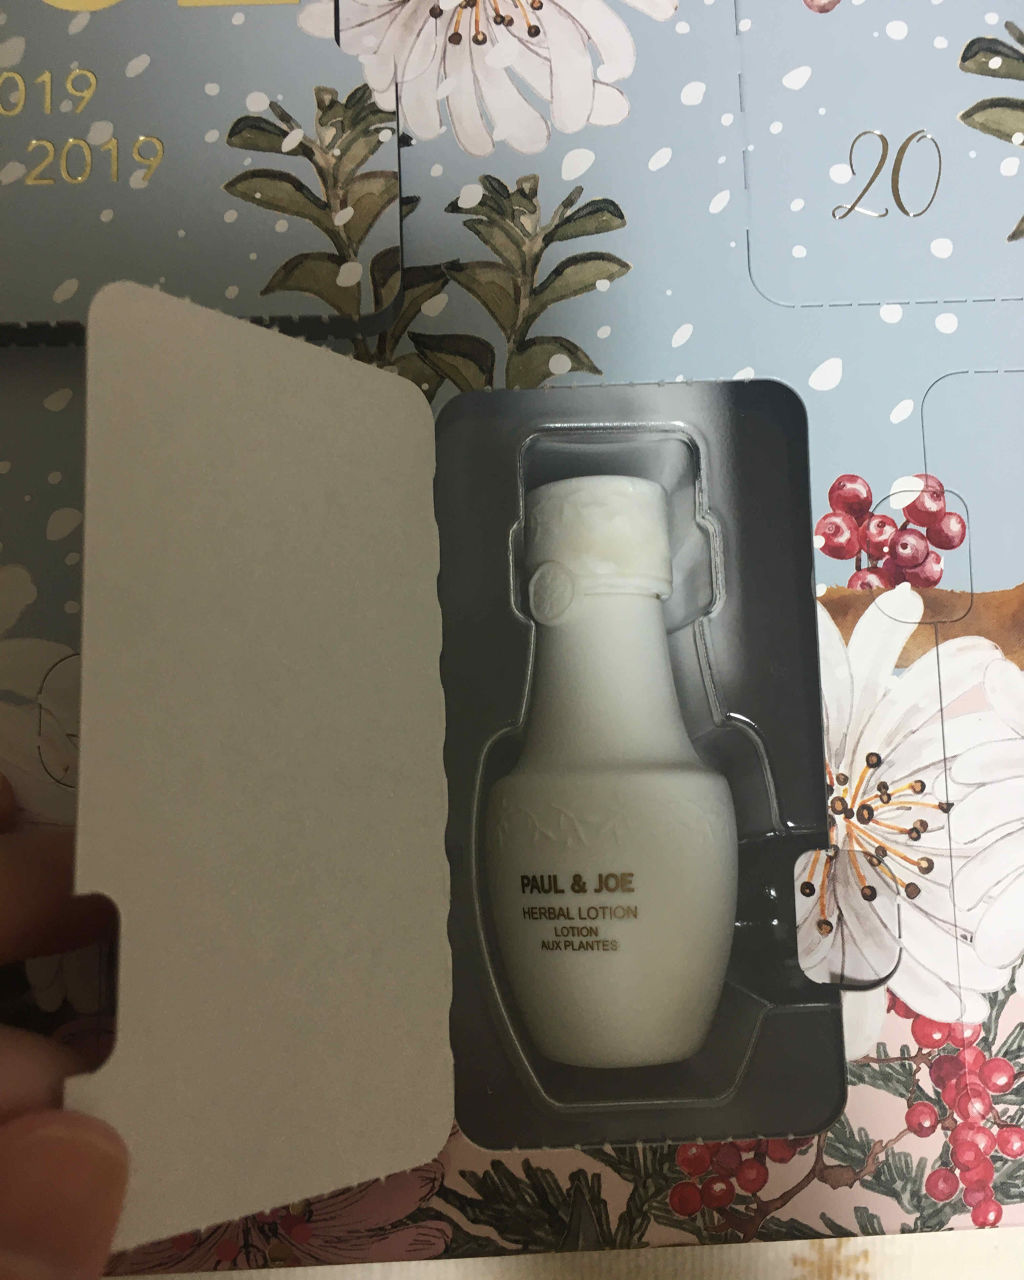 019
2019
20
PAUL & JOE
HERBAL LOTION
LOTION
AUX PLANTES